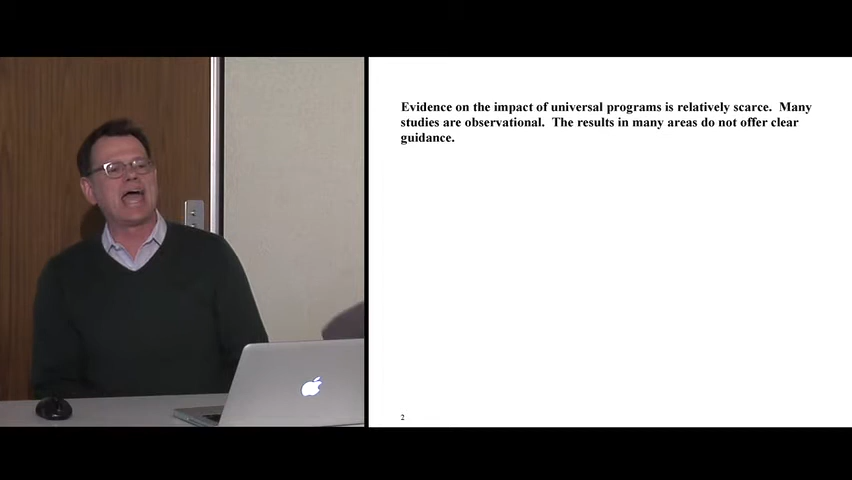 Evidence on the impact of universal programs is relatively scarce.  Many
studies are observational.  The results in many areas do not offer clear
guidance.
2